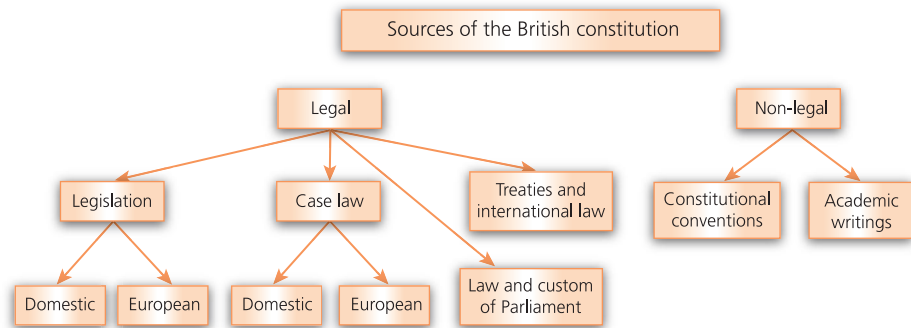 Sources of the British constitution
Legal
Non-legal
Legislation
Case law
Treaties and
international law
Constitutional
conventions
Academic
writings
Domestic
European
Domestic
European
Law and custom
of Parliament